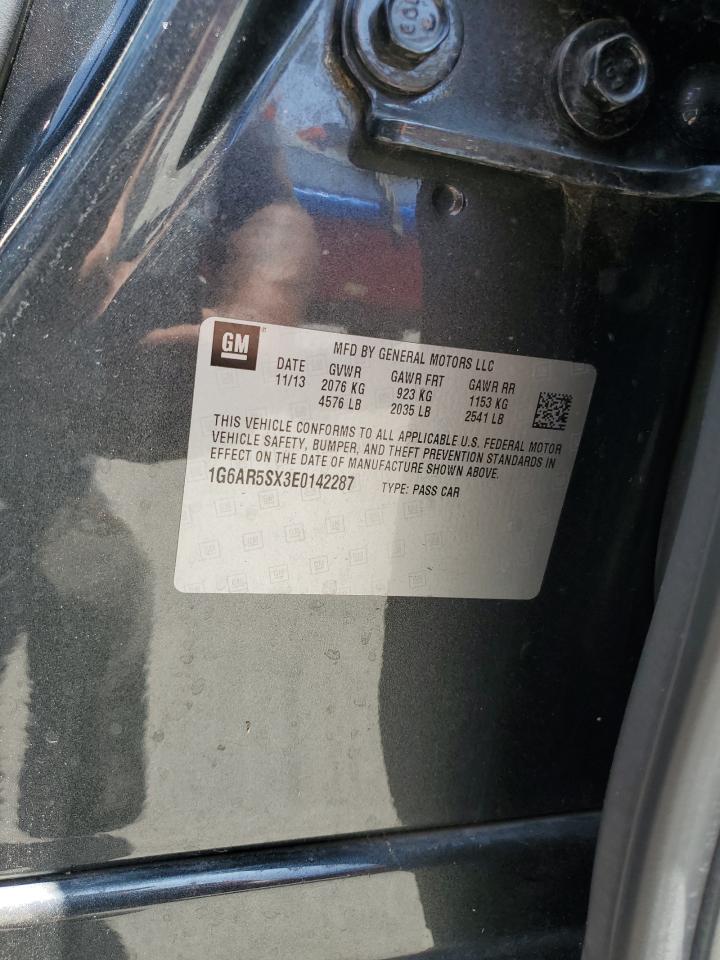 GM
MFD BY GENERAL MOTORS LLC
DATE GVWR GAWR FRT GAWR RR
11/13 2076 KG 923 KG 1153 KG
4576 LB 2035 LB 2541 LB
THIS VEHICLE CONFORMS TO ALL APPLICABLE U.S. FEDERAL MOTOR
VEHICLE SAFETY, BUMPER, AND THEFT PREVENTION STANDARDS IN
EFFECT ON THE DATE OF MANUFACTURE SHOWN ABOVE.
1G6AR5SX3E0142287 TYPE: PASS CAR